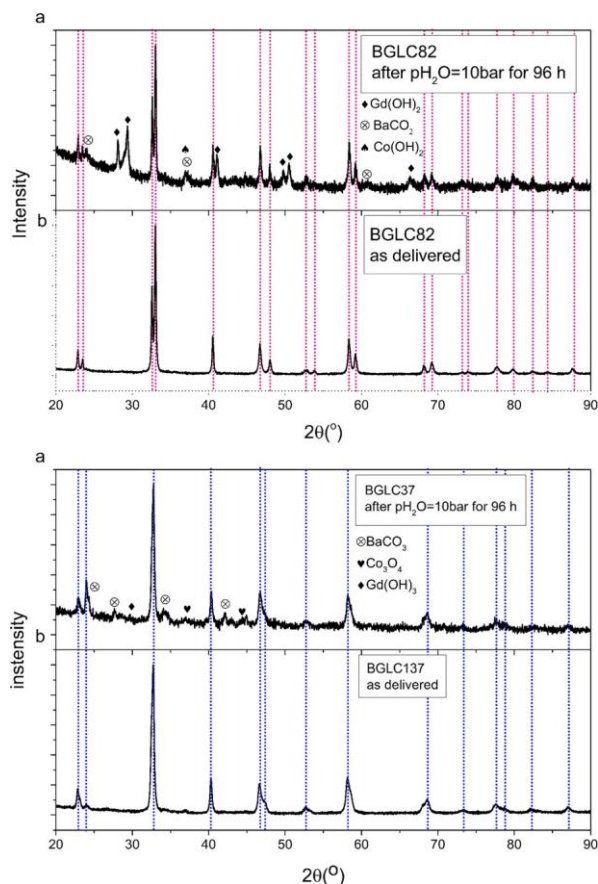 a
BGLC82
after pH₂O=10bar for 96 h
♦Gd(OH)₂
⊗BaCO₂
♠Co(OH)₂
Intensity
b
BGLC82
as delivered
20 30 40 50 60 70 80 90
2θ(°)
a
BGLC37
after pH₂O=10bar for 96 h
⊗BaCO₃
♥Co₃O₄
♦Gd(OH)₃
instensity
b
BGLC137
as delivered
20 30 40 50 60 70 80 90
2θ(O)